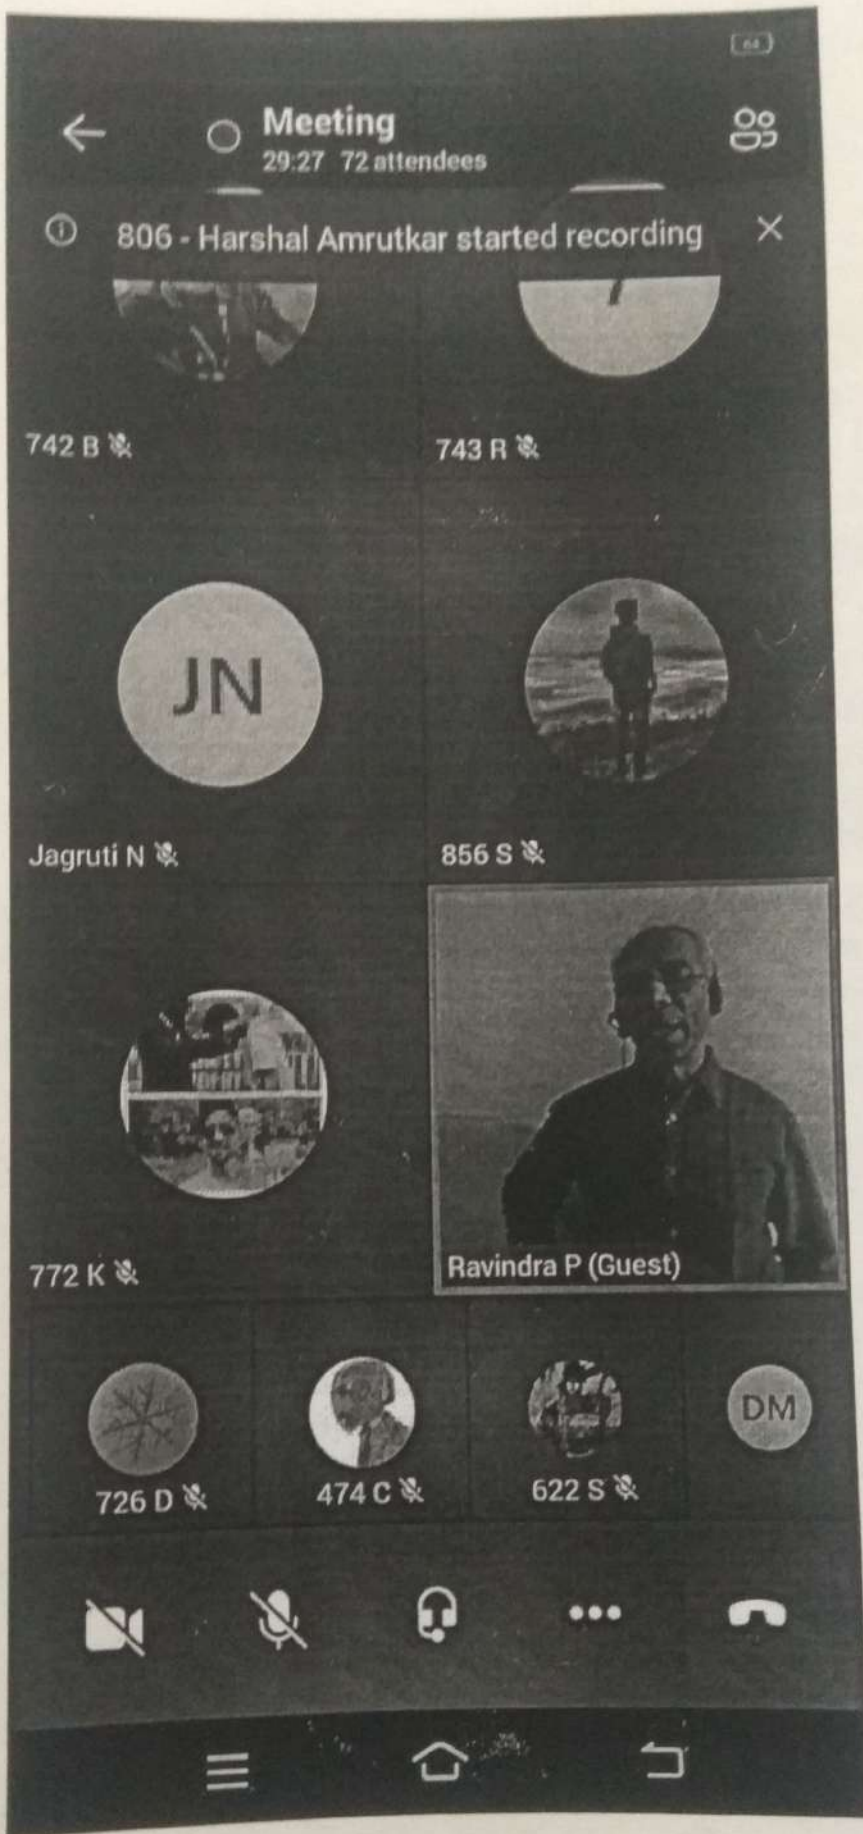 64
Meeting
29:27 72 attendees
806 - Harshal Amrutkar started recording
742 B
743 R
JN
Jagruti N
856 S
772 K
Ravindra P (Guest)
DM
726 D
474 C
622 S